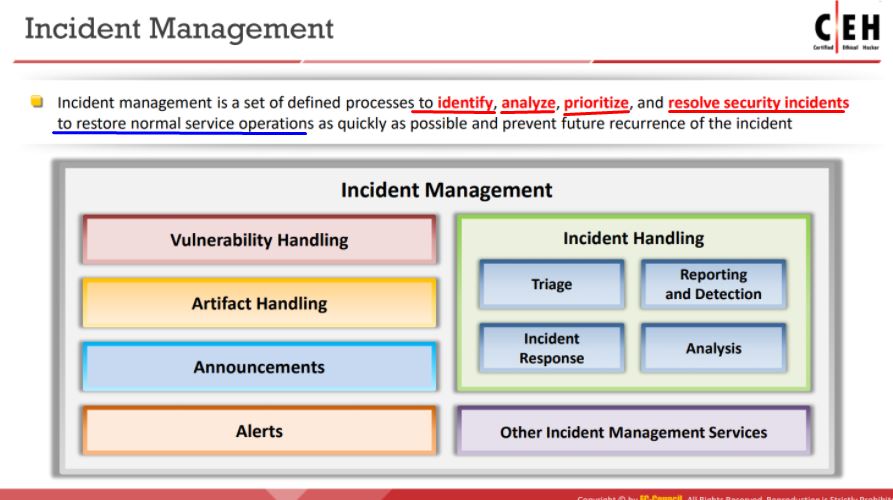 Incident Management
CEH
Certified Ethical Hacker
Incident management is a set of defined processes to identify, analyze, prioritize, and resolve security incidents
to restore normal service operations as quickly as possible and prevent future recurrence of the incident
Incident Management
Vulnerability Handling
Artifact Handling
Announcements
Alerts
Incident Handling
Triage
Reporting
and Detection
Incident
Response
Analysis
Other Incident Management Services
Copyright © by EC-Council. All Rights Reserved. Reproduction is Strictly Prohibit